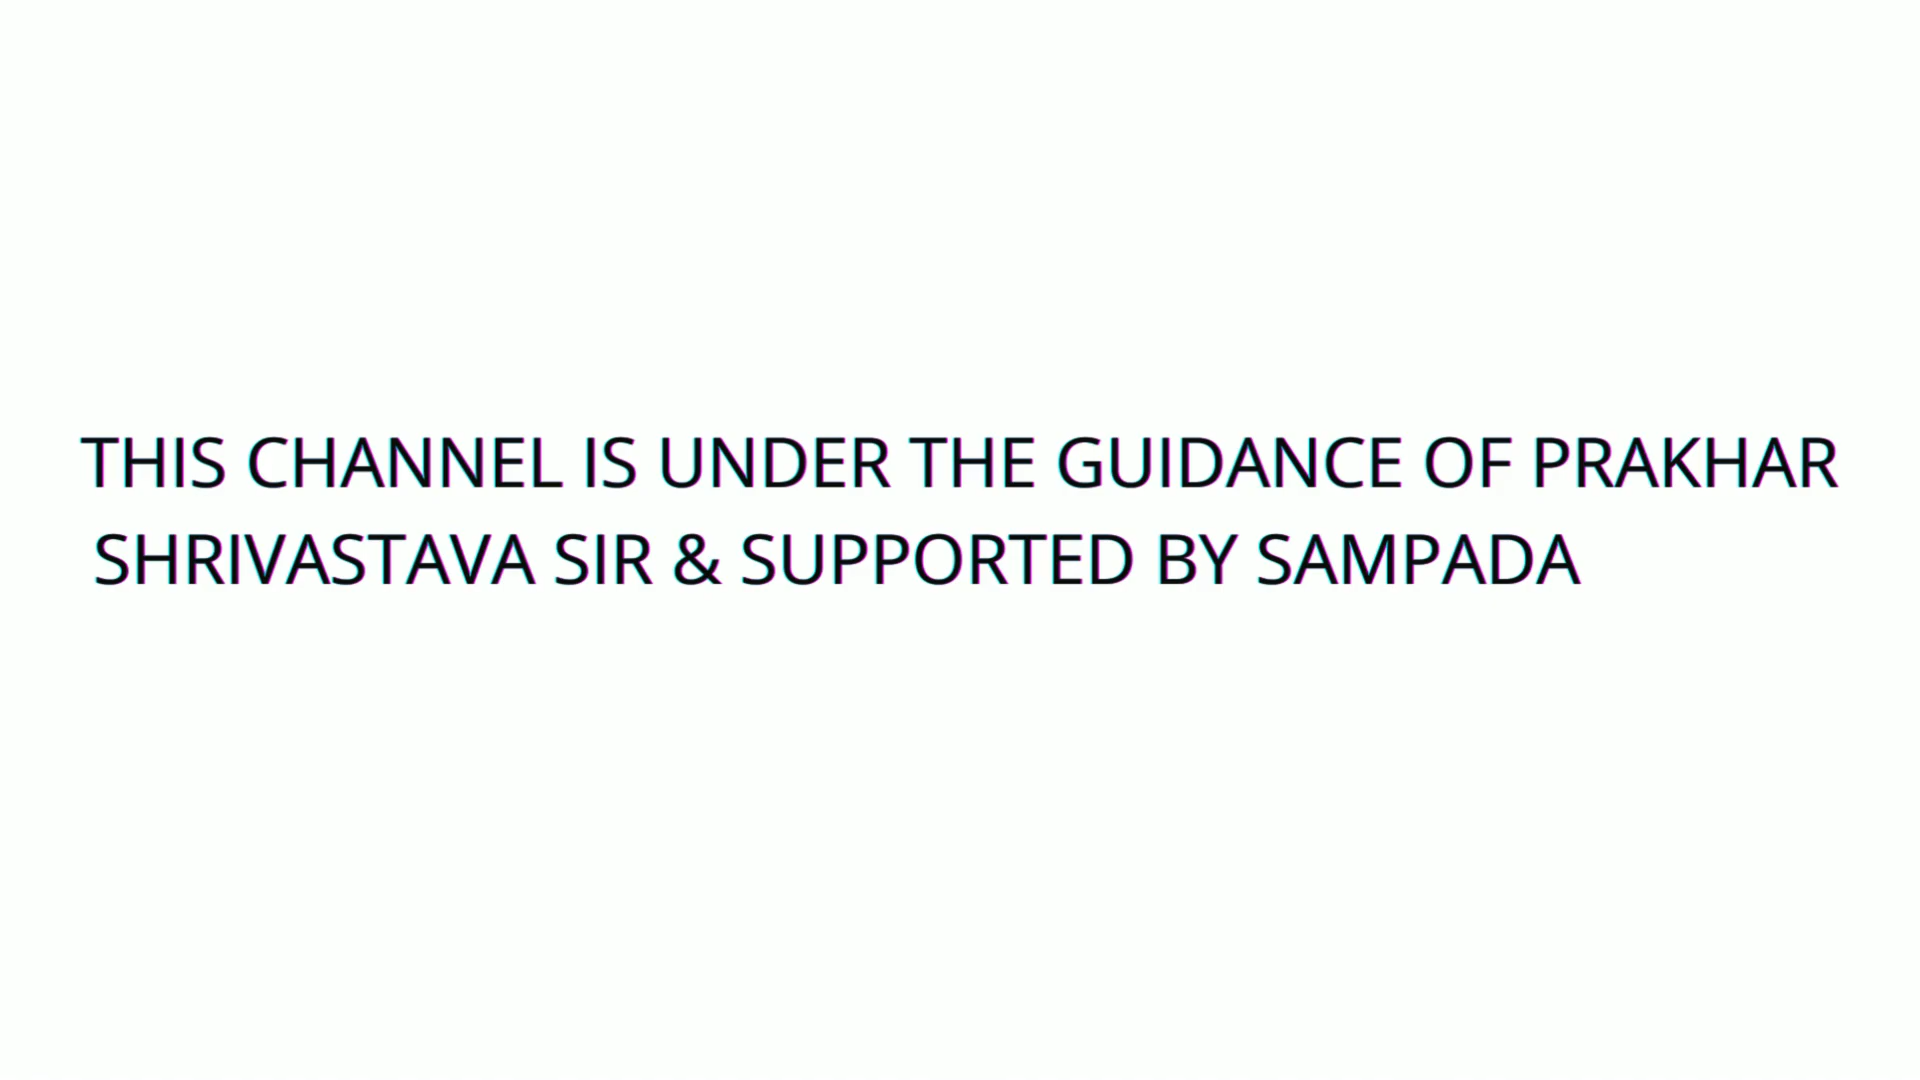 THIS CHANNEL IS UNDER THE GUIDANCE OF PRAKHAR
SHRIVASTAVA SIR & SUPPORTED BY SAMPADA